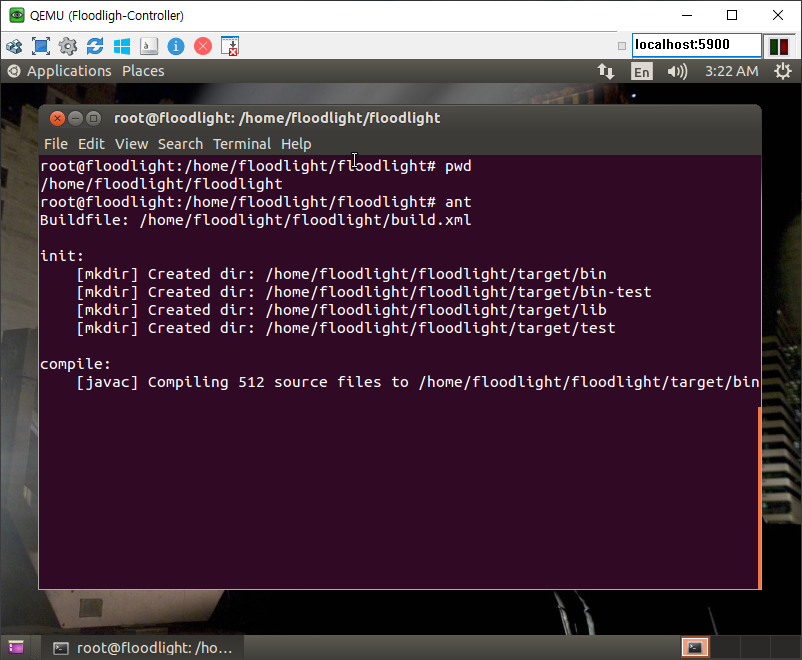 QEMU (Floodligh-Controller)
localhost:5900
Applications Places
En
3:22 AM
root@floodlight: /home/floodlight/floodlight
File Edit View Search Terminal Help
root@floodlight:/home/floodlight/floodlight# pwd
/home/floodlight/floodlight
root@floodlight:/home/floodlight/floodlight# ant
Buildfile: /home/floodlight/floodlight/build.xml
init:
[mkdir] Created dir: /home/floodlight/floodlight/target/bin
[mkdir] Created dir: /home/floodlight/floodlight/target/bin-test
[mkdir] Created dir: /home/floodlight/floodlight/target/lib
[mkdir] Created dir: /home/floodlight/floodlight/target/test
compile:
[javac] Compiling 512 source files to /home/floodlight/floodlight/target/bin
root@floodlight: /ho...